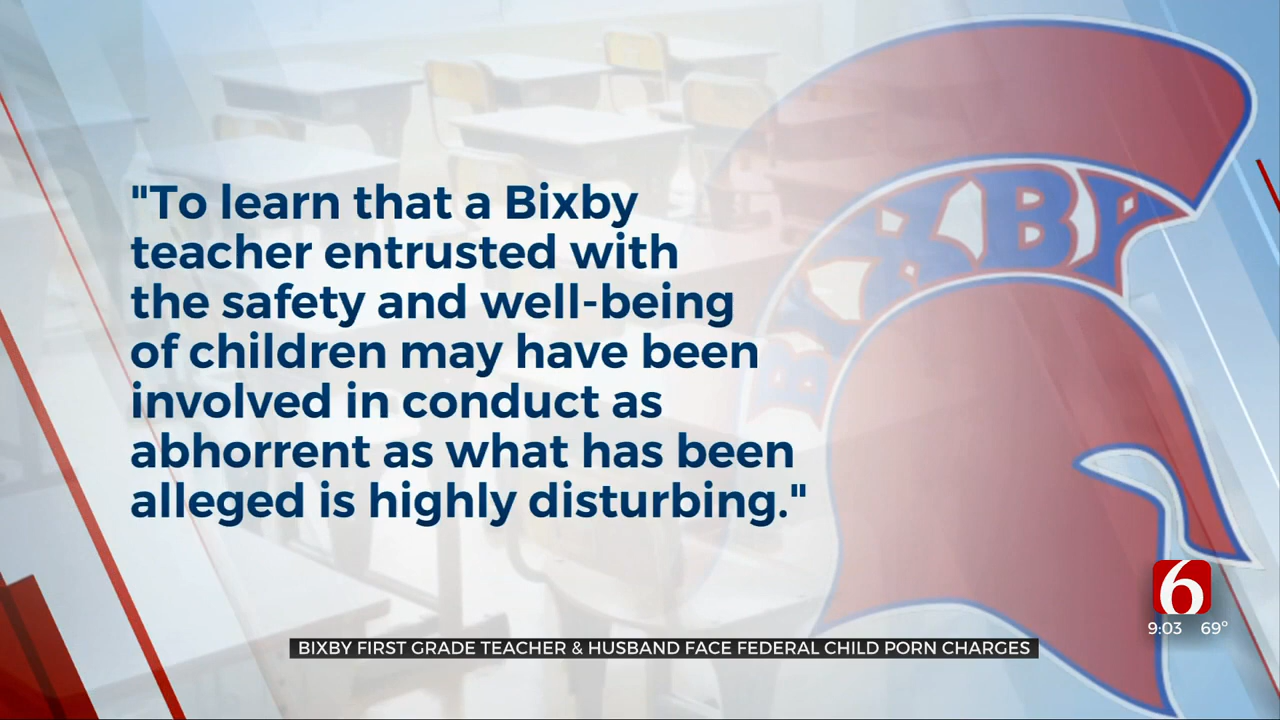 "To learn that a Bixby
teacher entrusted with
the safety and well-being
of children may have been
involved in conduct as
abhorrent as what has been
alleged is highly disturbing."
BIXBY
BY
6
9:03 69°
BIXBY FIRST GRADE TEACHER & HUSBAND FACE FEDERAL CHILD PORN CHARGES